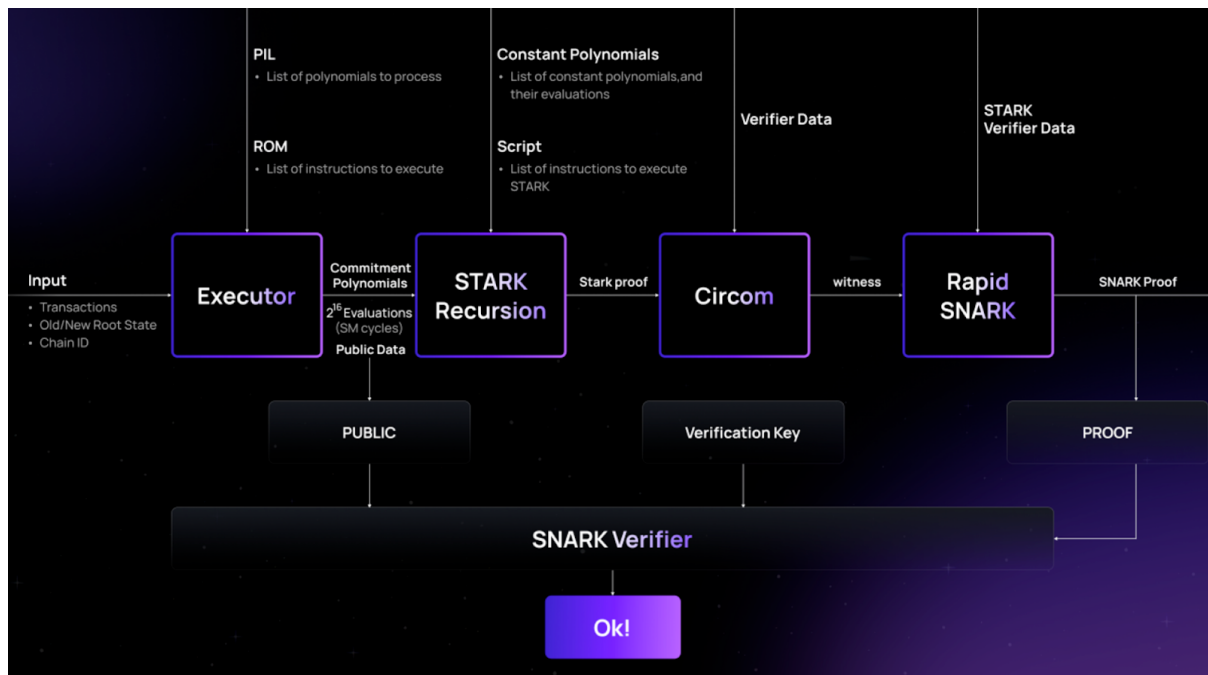 PIL
• List of polynomials to process
ROM
• List of instructions to execute
Constant Polynomials
• List of constant polynomials,and
their evaluations
Script
• List of instructions to execute
STARK
Verifier Data
STARK
Verifier Data
Input
• Transactions
• Old/New Root State
• Chain ID
Executor
Commitment
Polynomials
2^16 Evaluations
(SM cycles)
Public Data
STARK
Recursion
Stark proof
Circom
witness
Rapid
SNARK
SNARK Proof
PUBLIC
Verification Key
PROOF
SNARK Verifier
Ok!